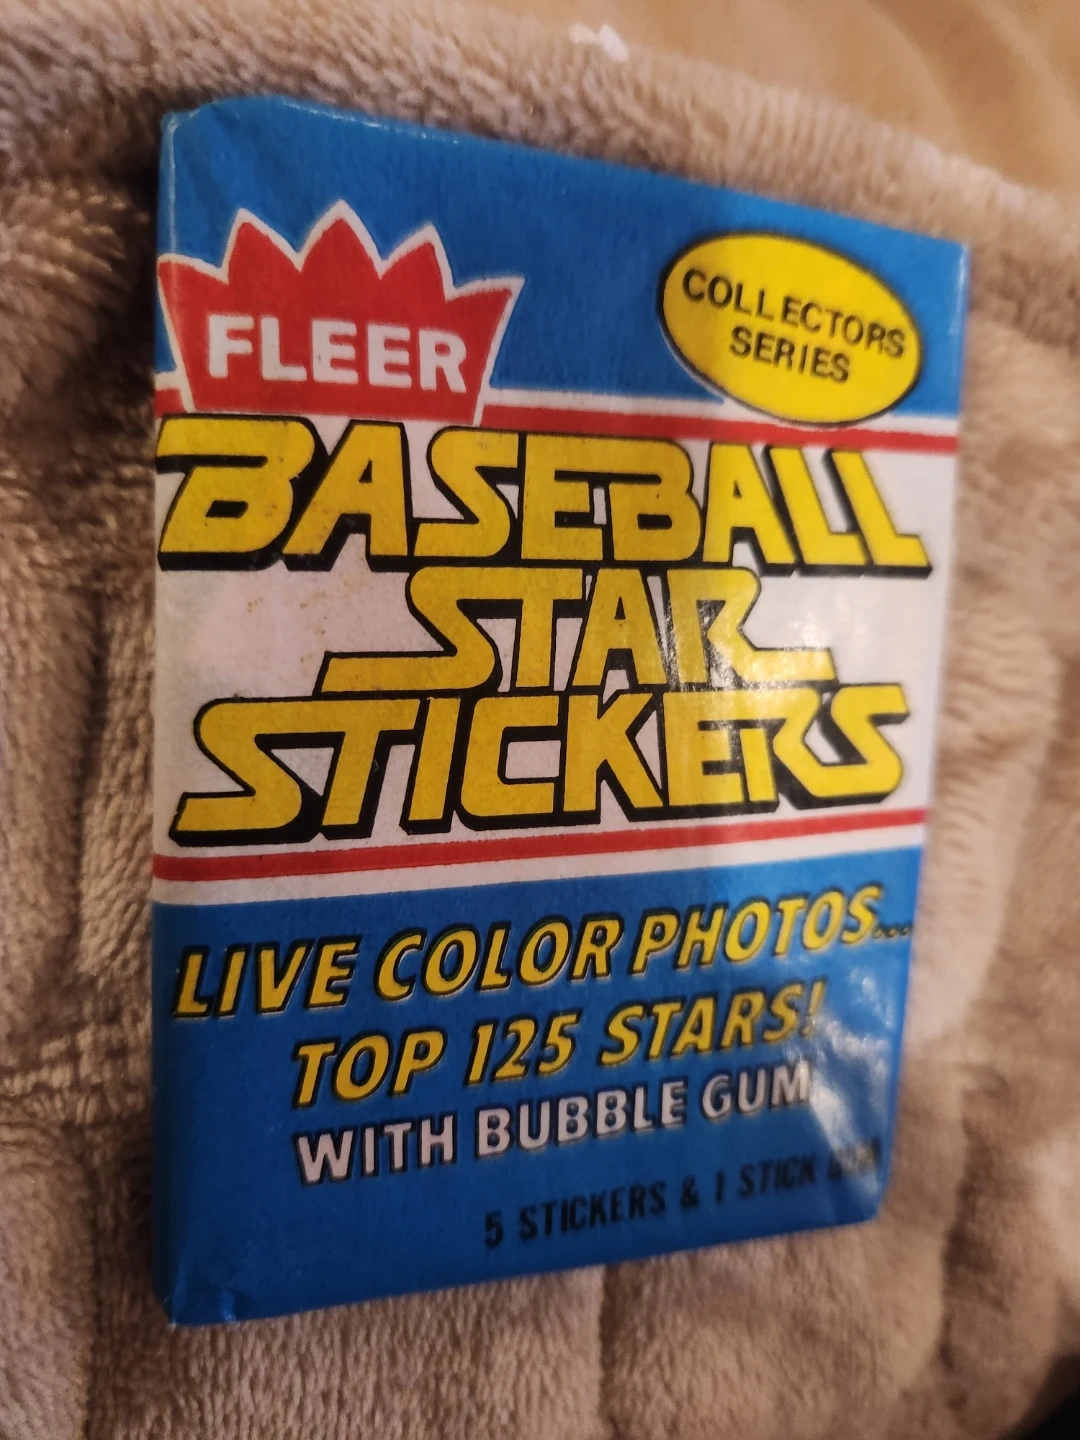 FLEER
COLLECTORS
SERIES
BASEBALL
STAR
STICKERS
LIVE COLOR PHOTOS...
TOP 125 STARS!
WITH BUBBLE GUM
5 STICKERS & 1 STICK GUM